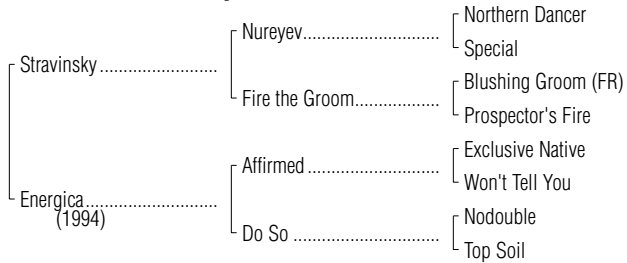 Northern Dancer
Nureyev
Special
Stravinsky
Blushing Groom (FR)
Fire the Groom
Prospector's Fire
Exclusive Native
Affirmed
Won't Tell You
Energica
(1994)
Nodouble
Do So
Top Soil